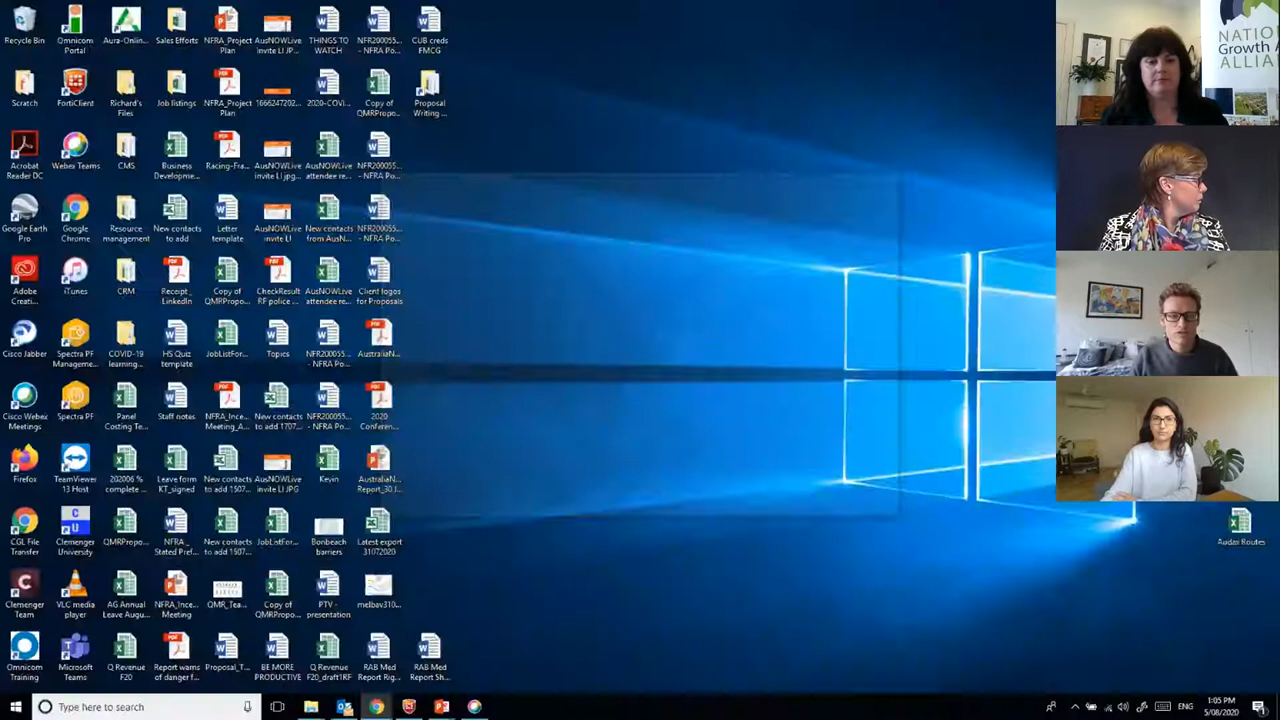 Recycle Bin
Omnicom Portal
Aura-Onlin...
Sales Efforts
NFRA_Project Plan
AusNOWLive invite LI JP...
THINGS TO WATCH
NFR20005... - NFRA Po...
CUB creds FMCG
Scratch
FortiClient
Richard's Files
Job listings
NFRA_Project Plan
1666247202...
2020-COVI...
Copy of QMRPropo...
Proposal Writing ...
Acrobat Reader DC
Webex Teams
CMS
Business Developme...
Racing-Fra...
AusNOWLive invite LI jpg...
AusNOWLive attendee re...
NFR200055... - NFRA Po...
Google Earth Pro
Google Chrome
Resource management
New contacts to add
Letter template
AusNOWLive invite LI
New contacts from AusN...
NFR200055... - NFRA Po...
Adobe Creati...
iTunes
CRM
Receipt_ LinkedIn
Copy of QMRPropo...
CheckResult RF police ...
AusNOWLive attendee re...
Client logos for Proposals
Cisco Jabber
Spectra PF Manageme...
COVID-19 learning...
HS Quiz template
JobListFor...
Topics
NFR200055... - NFRA Po...
AustraliaN...
Cisco Webex Meetings
Spectra PF
Panel Costing Te...
Staff notes
NFRA_Ince... Meeting_A...
New contacts to add 1707...
NFR200055... - NFRA Po...
2020 Conferen...
Firefox
TeamViewer 13 Host
202006 % complete ...
Leave form KT_signed
New contacts to add 1507...
AusNOWLive invite LI JPG
Kevin
AustraliaN... Report_30 J...
CGL File Transfer
Clemenger University
QMRPropo...
NFRA_ Stated Pref...
New contacts to add 1607...
JobListFor...
Bonbeach barriers
Latest export 31072020
Clemenger Team
VLC media player
AG Annual Leave Augu...
NFRA_Ince... Meeting
QMR_Tea...
Copy of QMRPropo...
PTV - presentation
melbav310...
Omnicom Training
Microsoft Teams
Q Revenue F20
Report warns of danger f...
Proposal_T...
BE MORE PRODUCTIVE
Q Revenue F20_draft1RF
RAB Med Report Rig...
RAB Med Report Sh...
Audax Routes
NATIO
Growth A
ALLIA
Type here to search
ENG
1:05 PM
5/08/2020